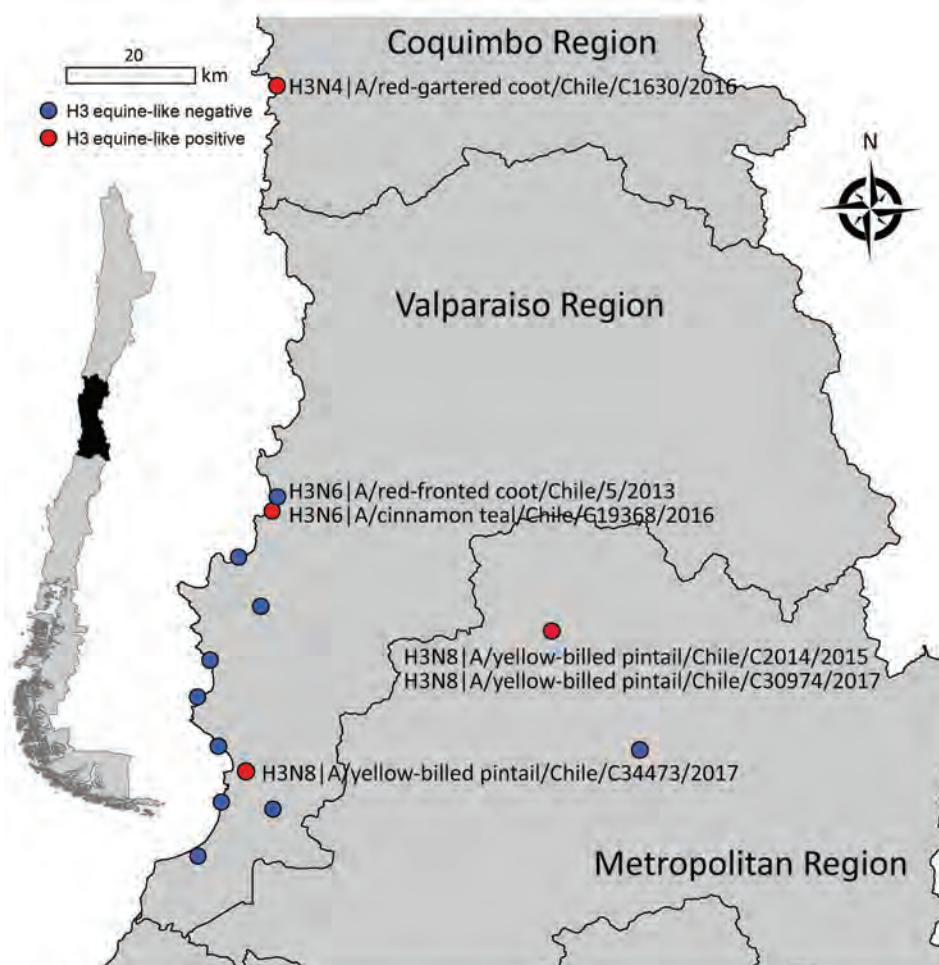 Coquimbo Region
20
km
H3N4|A/red-gartered coot/Chile/C1630/2016
H3 equine-like negative
H3 equine-like positive
N
Valparaiso Region
H3N6|A/red-fronted coot/Chile/5/2013
H3N6|A/cinnamon teal/Chile/C19368/2016
H3N8|A/yellow-billed pintail/Chile/C2014/2015
H3N8|A/yellow-billed pintail/Chile/C30974/2017
H3N8|A/yellow-billed pintail/Chile/C34473/2017
Metropolitan Region